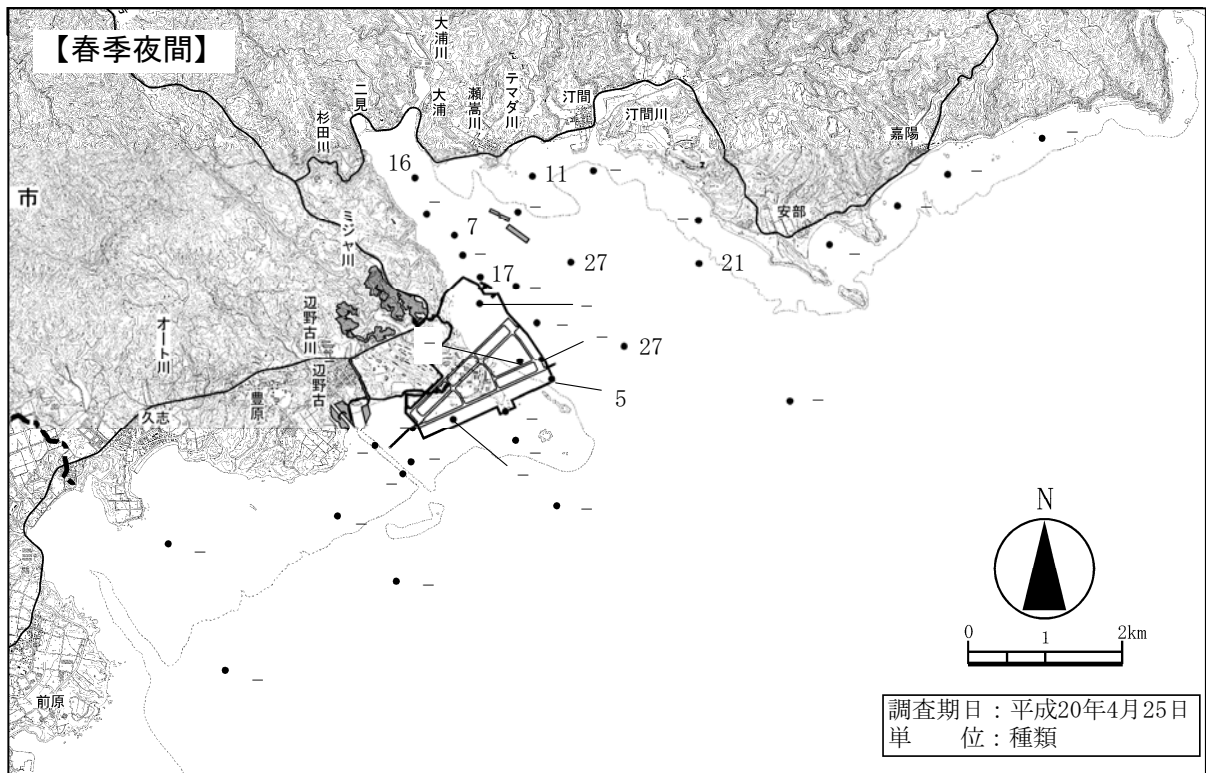 【春季夜間】
大浦川
大浦
二見
杉田川
瀬嵩川
テマダ川
汀間
汀間川
嘉陽
安部
市
ミジャ川
辺野古川
辺野古
オート川
豊原
久志
前原
16
11
－
－
－
－
－
－
－
－
7
－
27
21
17
－
－
－
－
－
27
5
－
－
－
－
－
－
－
－
－
－
－
－
N
0 1 2km
調査期日：平成20年4月25日
単　　位：種類